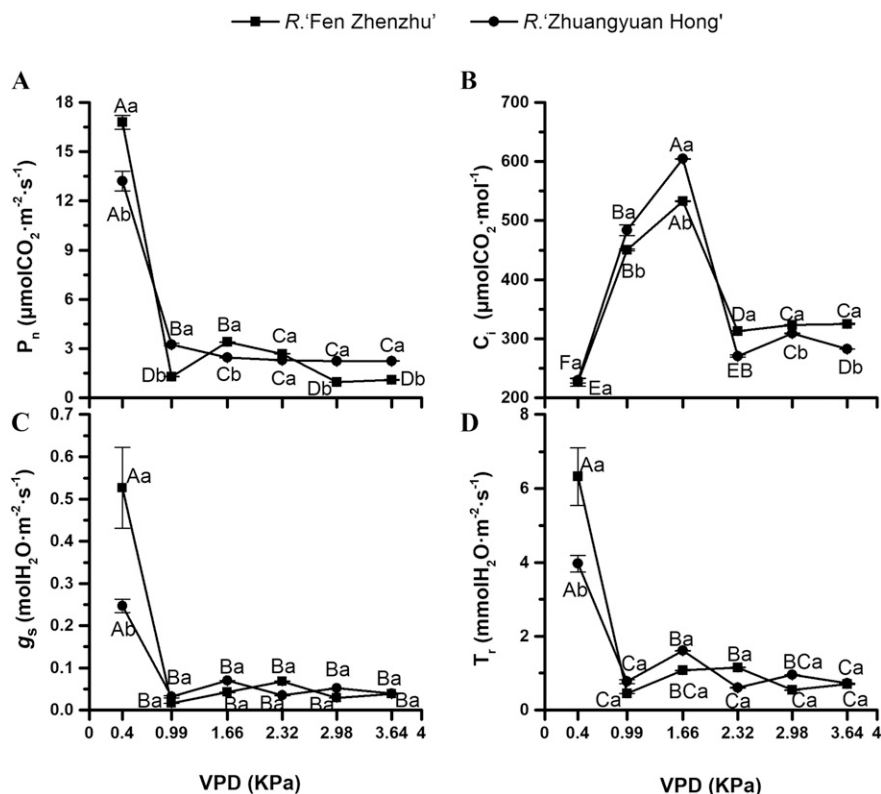 R.'Fen Zhenzhu' R.'Zhuangyuan Hong'
A
18
15
12
9
6
3
0
Pn (μmolCO2·m-2·s-1)
Aa
Ab
Ba
Db
Ba
Cb
Ca
Ca
Ca
Db
Ca
Db
B
700
600
500
400
300
200
Ci (μmolCO2·mol-1)
Fa
Ea
Ba
Bb
Aa
Ab
Da
EB
Ca
Cb
Ca
Db
C
0.7
0.6
0.5
0.4
0.3
0.2
0.1
0.0
gs (molH2O·m-2·s-1)
Aa
Ab
Ba
Ba
Ba
Ba
Ba
Ba
Ba
Ba
Ba
Ba
0 0.4 0.99 1.66 2.32 2.98 3.64 4
VPD (KPa)
D
8
6
4
2
0
Tr (mmolH2O·m-2·s-1)
Aa
Ab
Ca
Ca
Ba
BCa
Ba
Ca
BCa
Ca
Ca
Ca
0 0.4 0.99 1.66 2.32 2.98 3.64 4
VPD (KPa)